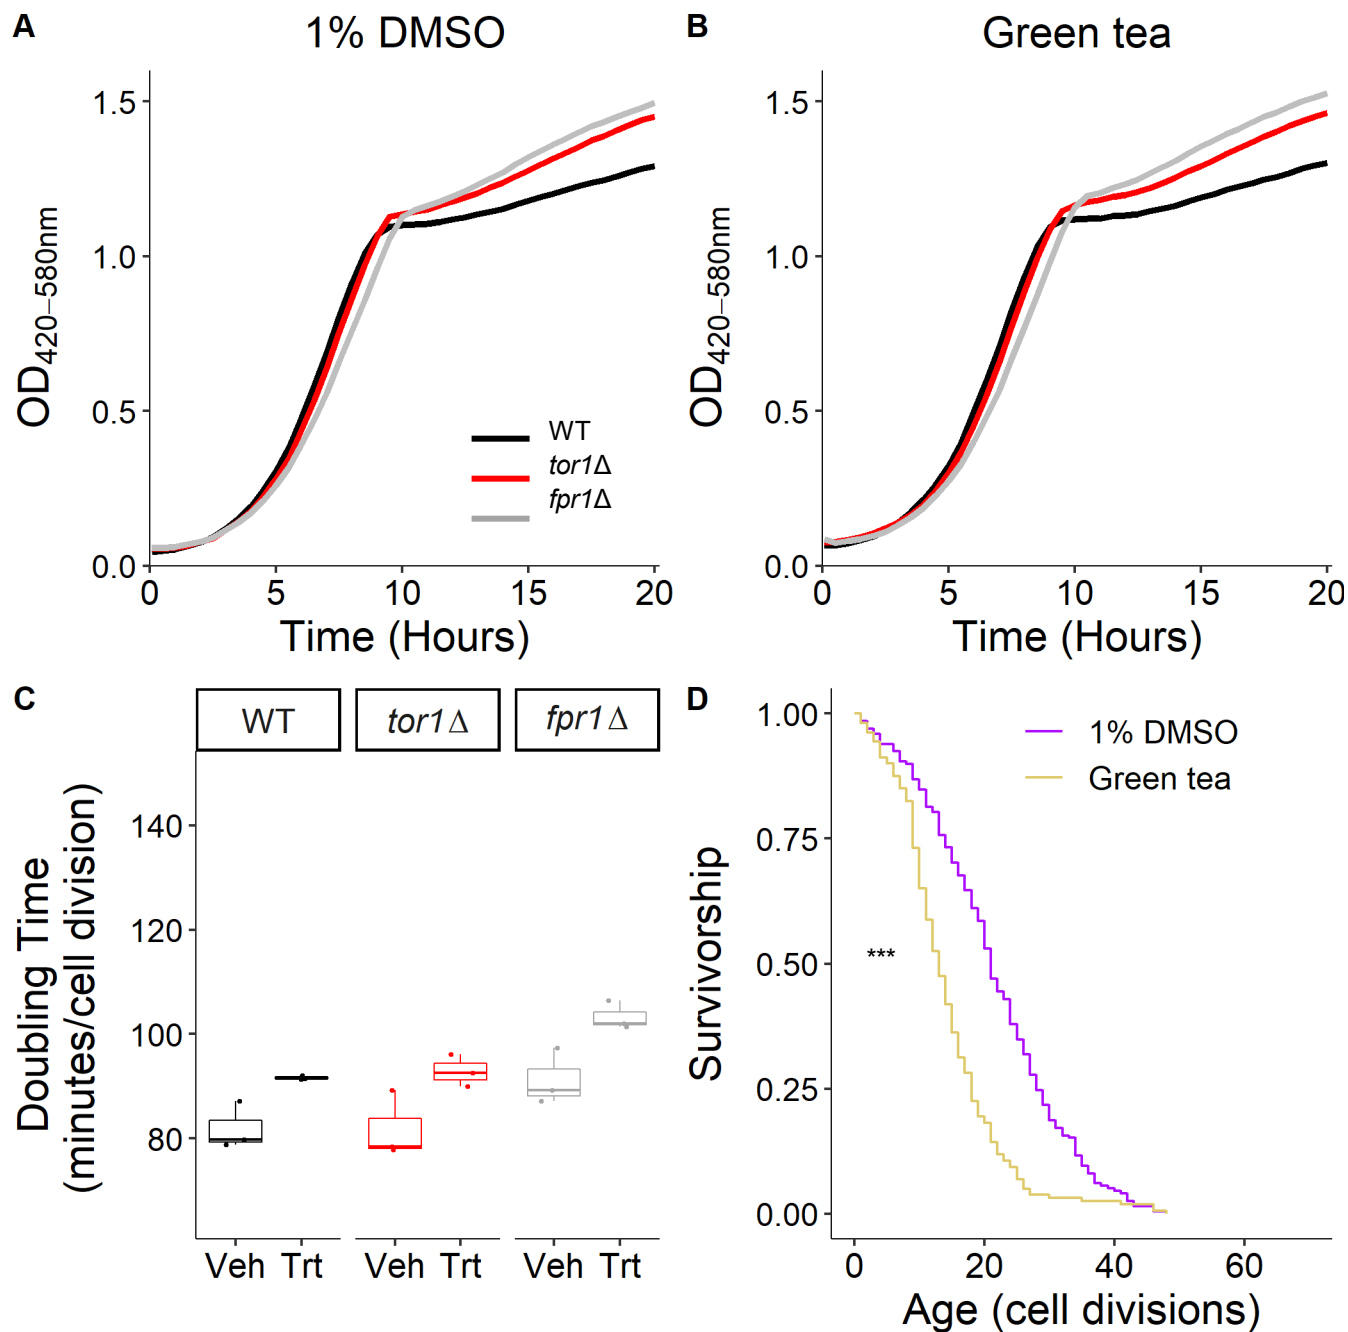 A
1% DMSO
OD420–580nm
1.5
1.0
0.5
0.0
0
5
10
15
20
Time (Hours)
WT
tor1Δ
fpr1Δ
B
Green tea
OD420–580nm
1.5
1.0
0.5
0.0
0
5
10
15
20
Time (Hours)
C
WT
tor1Δ
fpr1Δ
Doubling Time
(minutes/cell division)
140
120
100
80
Veh Trt
Veh Trt
Veh Trt
D
Survivorship
1.00
0.75
0.50
0.25
0.00
1% DMSO
Green tea
***
0
20
40
60
Age (cell divisions)